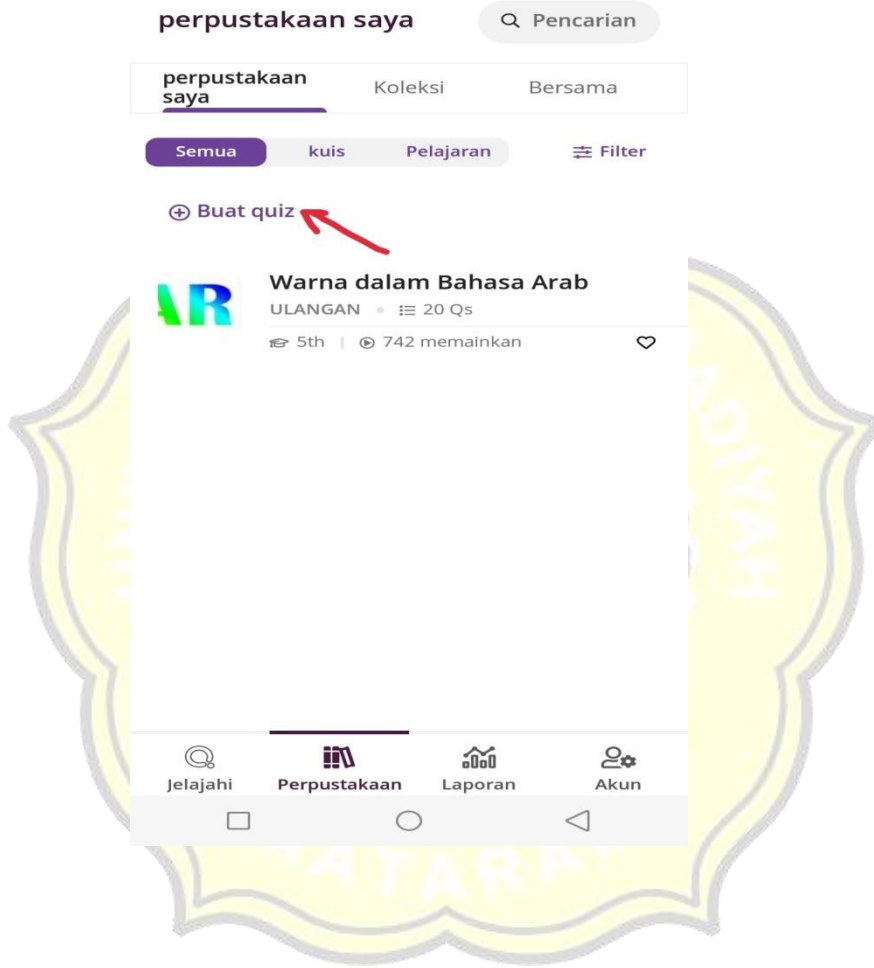 perpustakaan saya
Pencarian
perpustakaan
saya
Koleksi
Bersama
Semua
kuis
Pelajaran
Filter
Buat quiz
AR
Warna dalam Bahasa Arab
ULANGAN • 20 Qs
5th | 742 memainkan
Jelajahi
Perpustakaan
Laporan
Akun
MATARAM